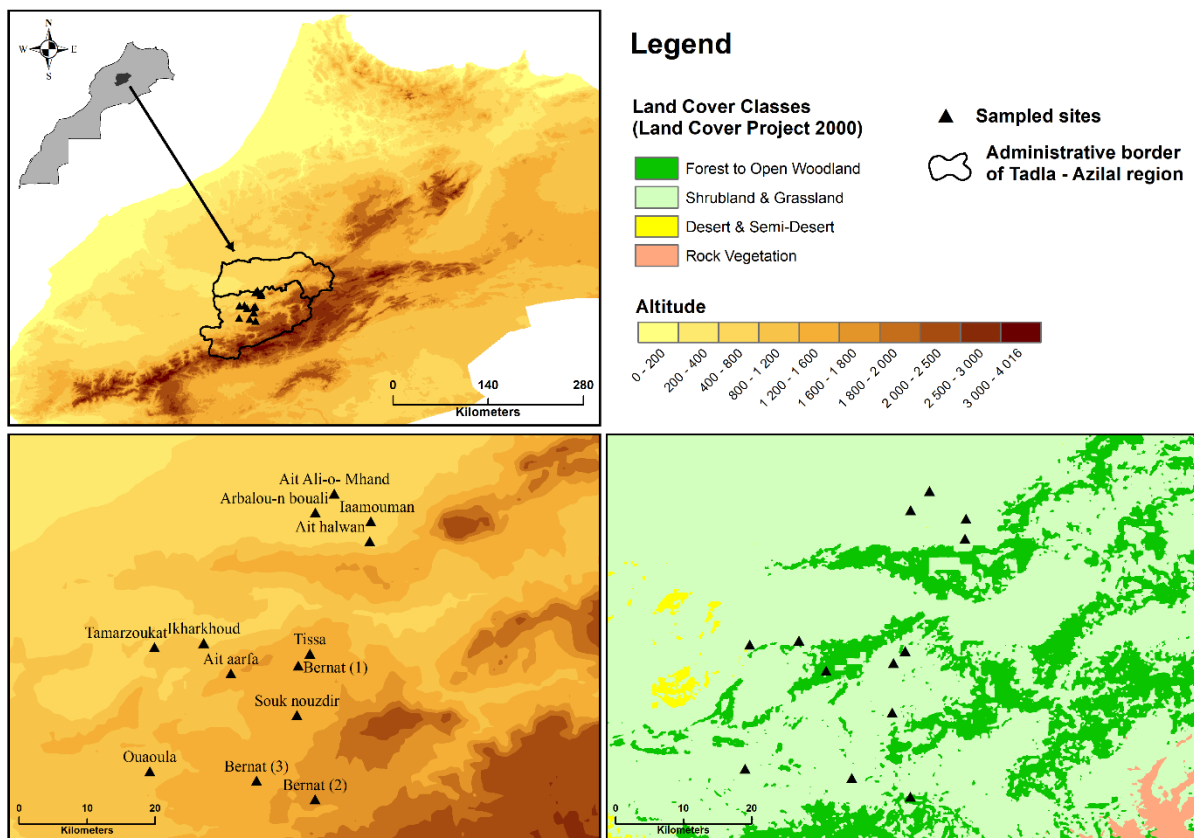 N
W E
S
0 140 280
Kilometers
Legend
Land Cover Classes
(Land Cover Project 2000)
Forest to Open Woodland
Shrubland & Grassland
Desert & Semi-Desert
Rock Vegetation
Sampled sites
Administrative border
of Tadla - Azilal region
Altitude
0 - 200
200 - 400
400 - 800
800 - 1 200
1 200 - 1 600
1 600 - 1 800
1 800 - 2 000
2 000 - 2 500
2 500 - 3 000
3 000 - 4 016
Ait Ali-o- Mhand
Arbalou-n bouali
Iaamouman
Ait halwan
Tamarzoukat
Ikharkhoud
Tissa
Ait aarfa
Bernat (1)
Souk nouzdir
Ouaoula
Bernat (3)
Bernat (2)
0 10 20
Kilometers
0 10 20
Kilometers